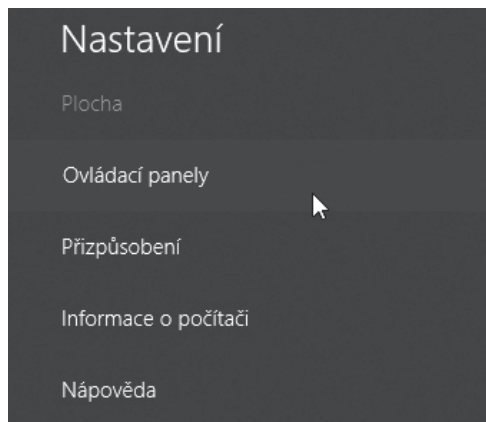 Nastavení
Plocha
Ovládací panely
Přizpůsobení
Informace o počítači
Nápověda